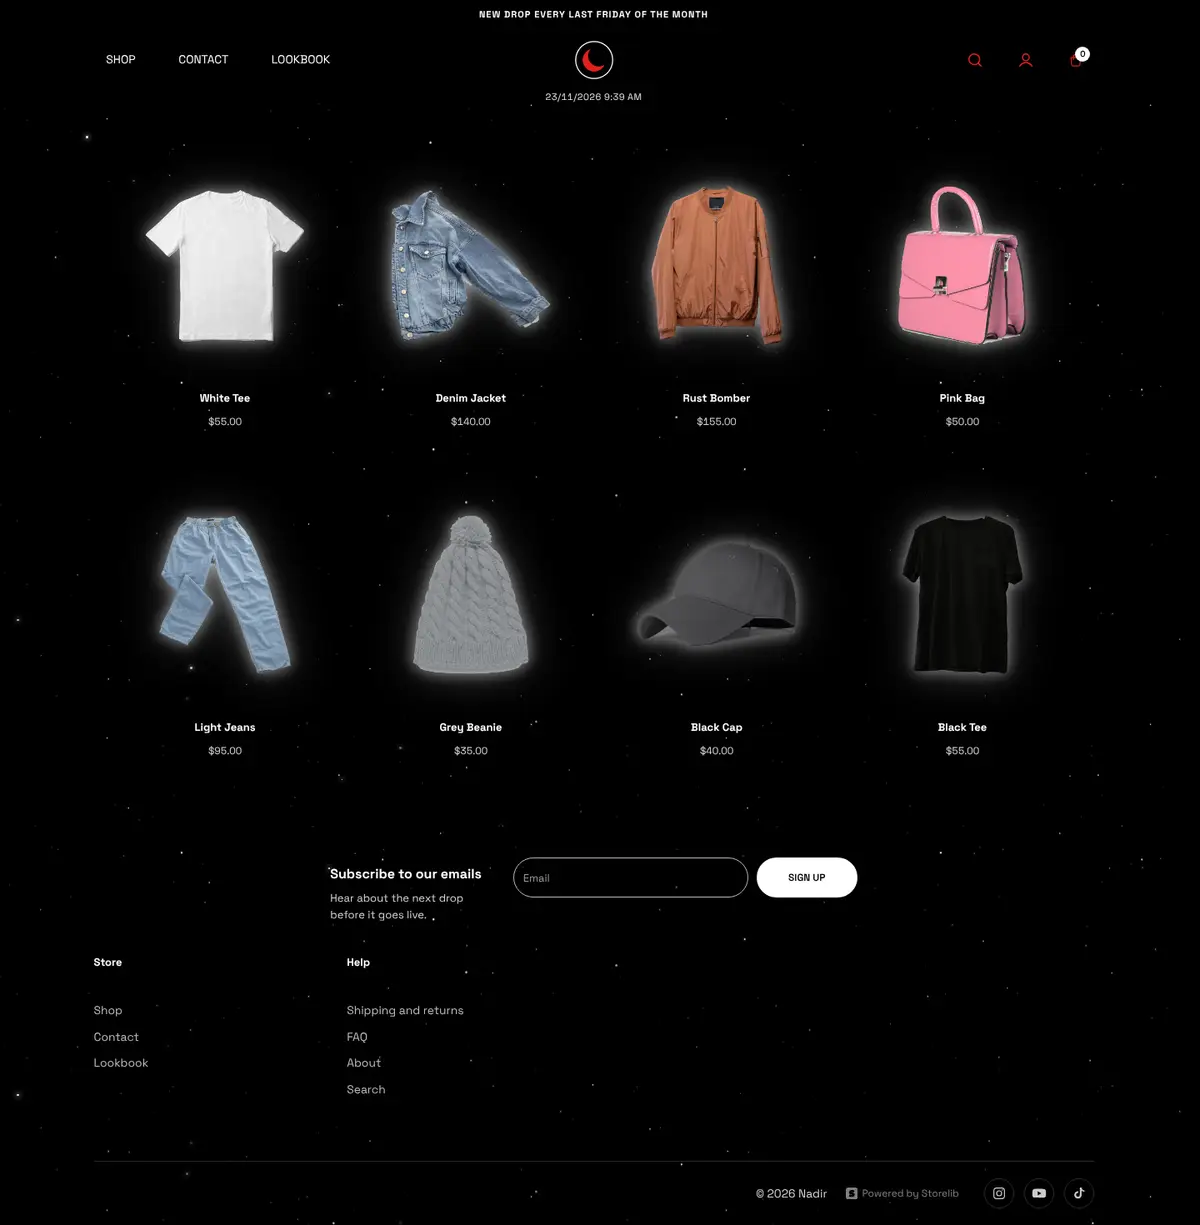 NEW DROP EVERY LAST FRIDAY OF THE MONTH
SHOP
CONTACT
LOOKBOOK
0
23/11/2026 9:39 AM
White Tee
$55.00
Denim Jacket
$140.00
Rust Bomber
$155.00
Pink Bag
$50.00
Light Jeans
$95.00
Grey Beanie
$35.00
Black Cap
$40.00
Black Tee
$55.00
Subscribe to our emails
Hear about the next drop
before it goes live.
Email
SIGN UP
Store
Shop
Contact
Lookbook
Help
Shipping and returns
FAQ
About
Search
© 2026 Nadir
Powered by Storelib